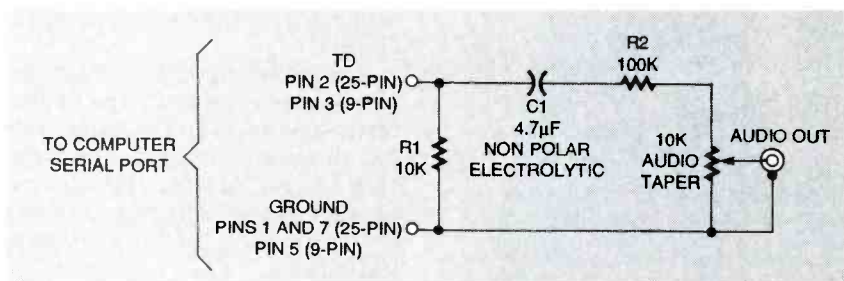 TO COMPUTER
SERIAL PORT
TD
PIN 2 (25-PIN)
PIN 3 (9-PIN)
R1
10K
GROUND
PINS 1 AND 7 (25-PIN)
PIN 5 (9-PIN)
C1
4.7µF
NON POLAR
ELECTROLYTIC
R2
100K
10K
AUDIO
TAPER
AUDIO OUT